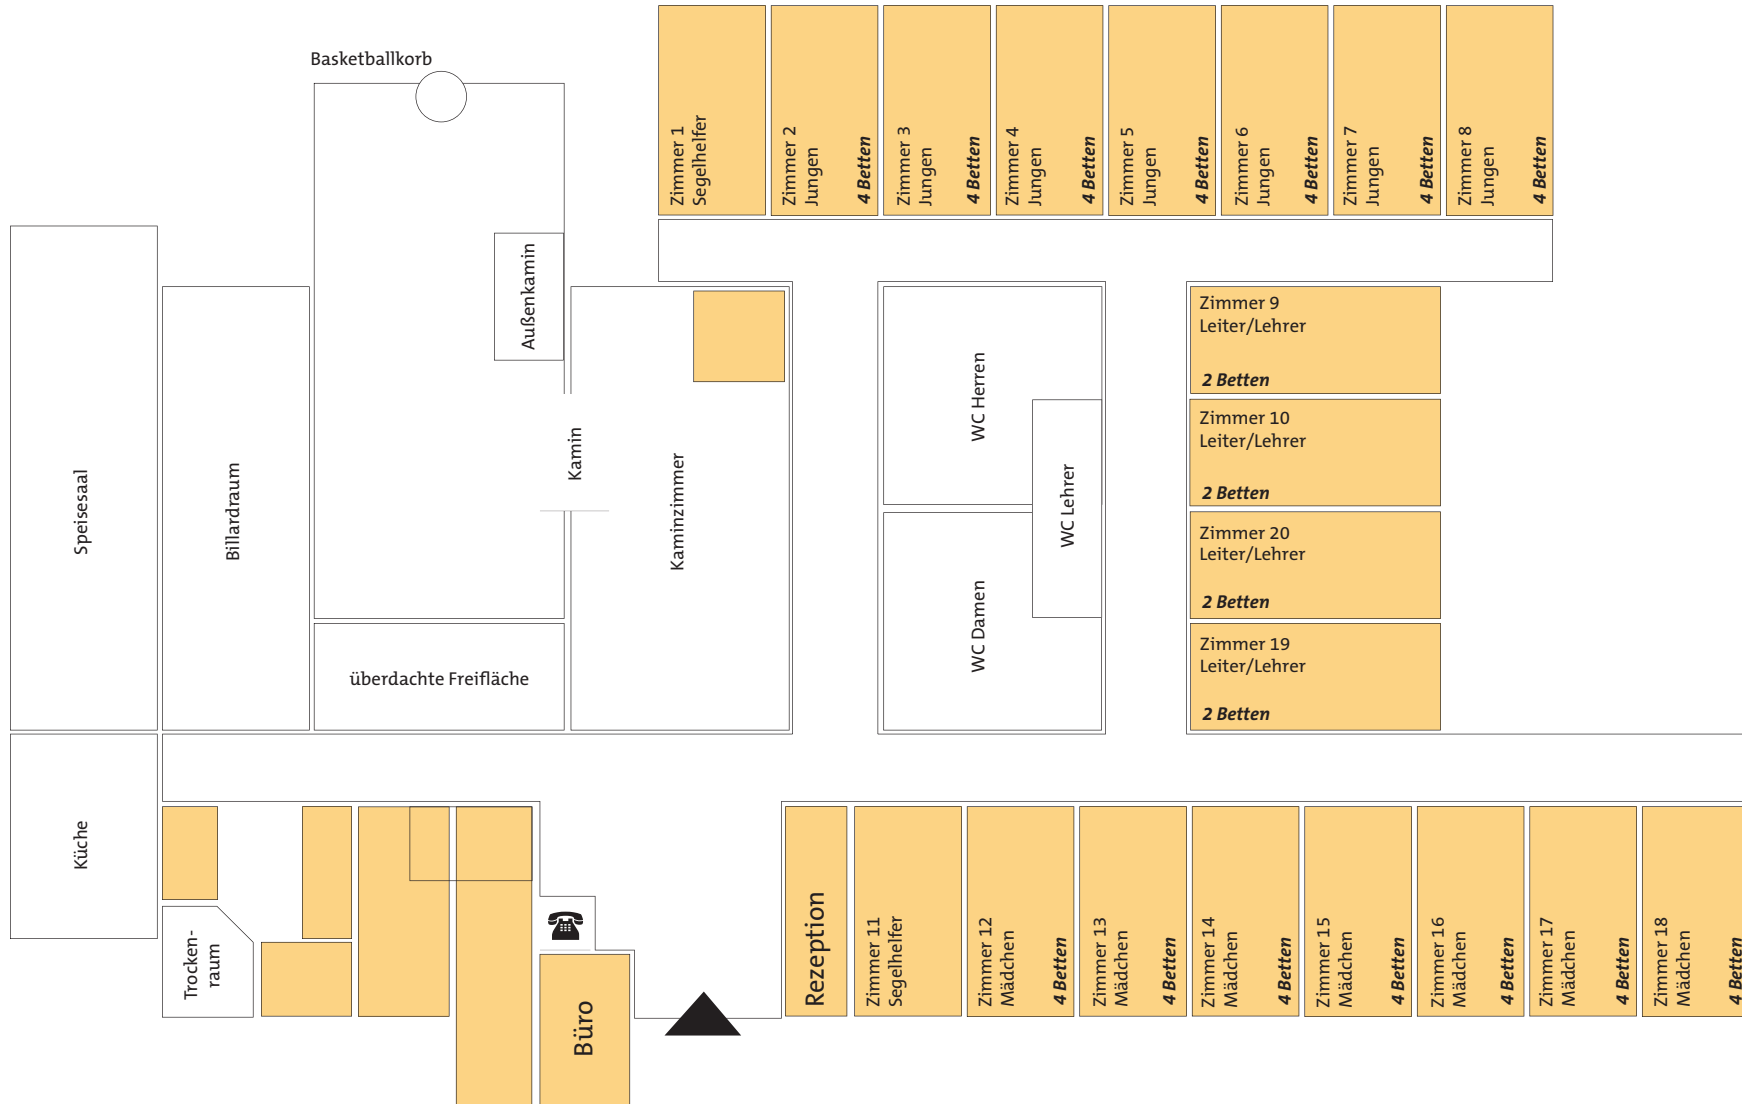 Basketballkorb
Zimmer 1
Segelhelfer
Zimmer 2
Jungen
4 Betten
Zimmer 3
Jungen
4 Betten
Zimmer 4
Jungen
4 Betten
Zimmer 5
Jungen
4 Betten
Zimmer 6
Jungen
4 Betten
Zimmer 7
Jungen
4 Betten
Zimmer 8
Jungen
4 Betten
Speisesaal
Billardraum
Außenkamin
Kamin
Kaminzimmer
überdachte Freifläche
WC Herren
WC Lehrer
WC Damen
Zimmer 9
Leiter/Lehrer
2 Betten
Zimmer 10
Leiter/Lehrer
2 Betten
Zimmer 20
Leiter/Lehrer
2 Betten
Zimmer 19
Leiter/Lehrer
2 Betten
Küche
Trocken-
raum
Büro
Rezeption
Zimmer 11
Segelhelfer
Zimmer 12
Mädchen
4 Betten
Zimmer 13
Mädchen
4 Betten
Zimmer 14
Mädchen
4 Betten
Zimmer 15
Mädchen
4 Betten
Zimmer 16
Mädchen
4 Betten
Zimmer 17
Mädchen
4 Betten
Zimmer 18
Mädchen
4 Betten